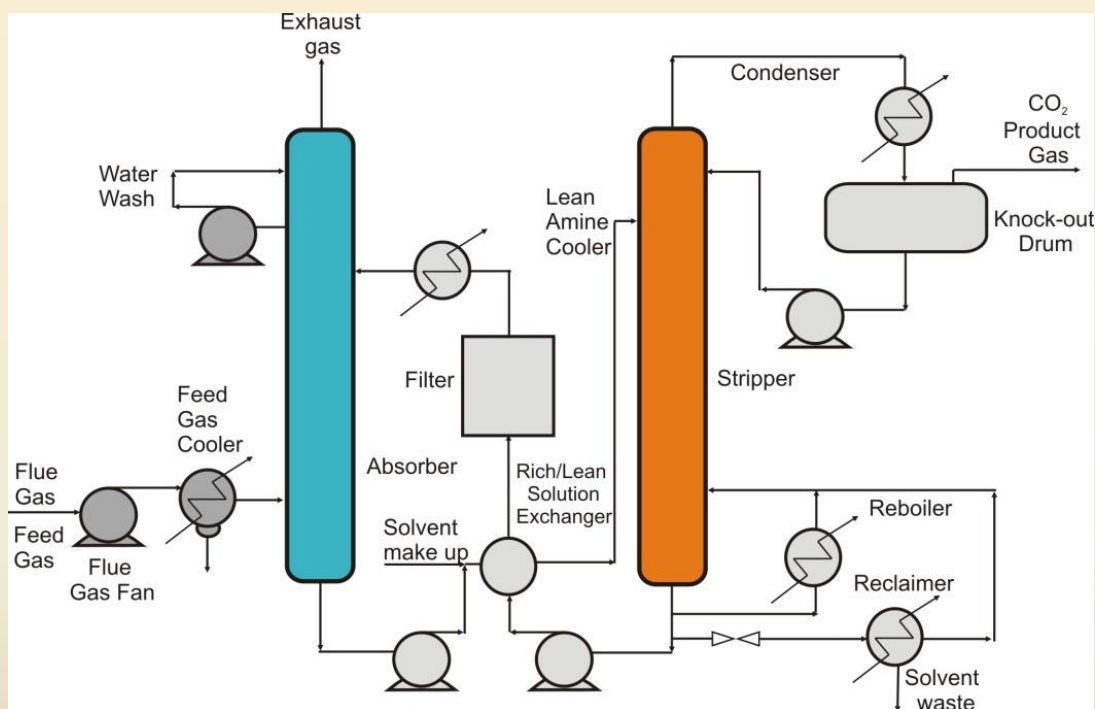 Exhaust
gas
Condenser
CO₂
Product
Gas
Water
Wash
Lean
Amine
Cooler
Knock-out
Drum
Filter
Stripper
Feed
Gas
Cooler
Absorber
Flue
Gas
Feed
Gas
Flue
Gas Fan
Rich/Lean
Solution
Exchanger
Solvent
make up
Reboiler
Reclaimer
Solvent
waste